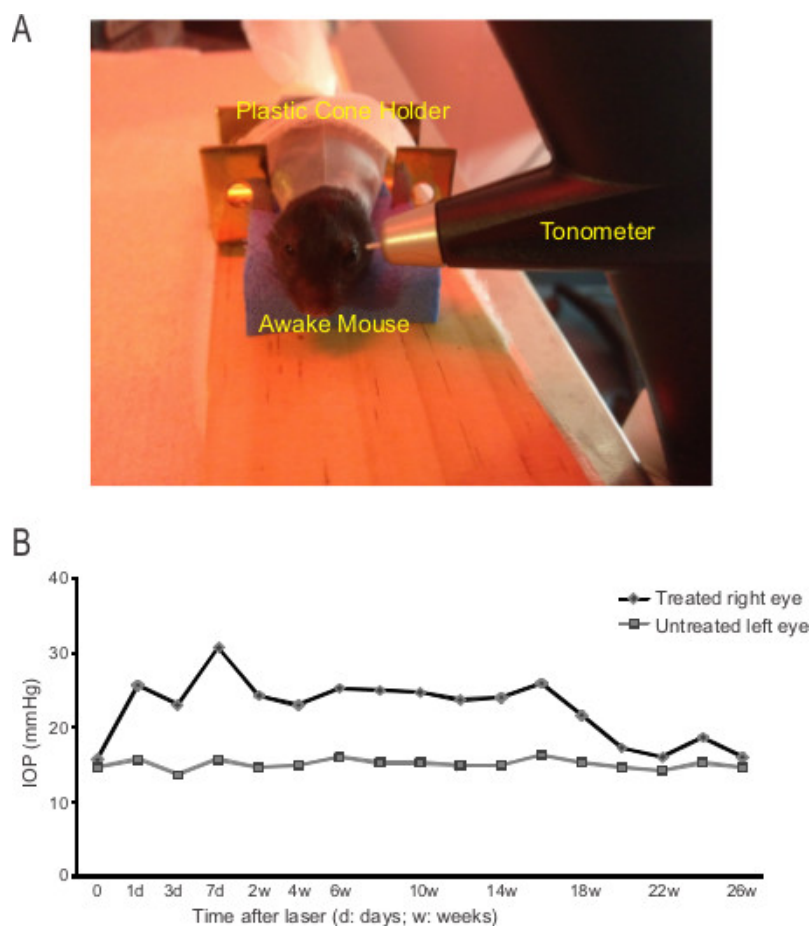 A
Plastic Cone Holder
Tonometer
Awake Mouse
B
40
30
20
10
0
IOP (mmHg)
Treated right eye
Untreated left eye
0 1d 3d 7d 2w 4w 6w 10w 14w 18w 22w 26w
Time after laser (d: days; w: weeks)